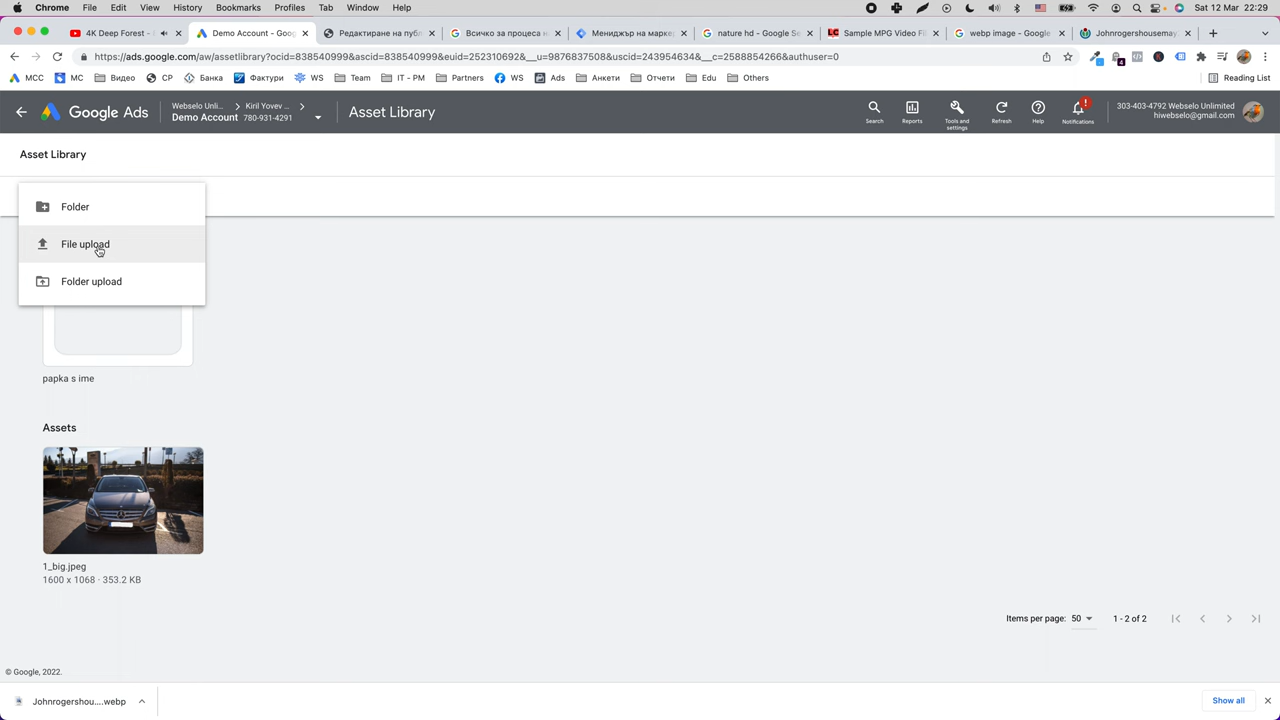 Chrome File Edit View History Bookmarks Profiles Tab Window Help Sat 12 Mar 22:29
4K Deep Forest - Demo Account - Goog Редактиране на публ Всичко за процеса н Мениджър на марке nature hd - Google Se Sample MPG Video Fi webp image - Google Johnrogershousemay
https://ads.google.com/aw/assetlibrary?ocid=838540999&ascid=838540999&euid=252310692&__u=9876837508&uscid=243954634&__c=2588854266&authuser=0
МСС МС Видео СР Банка Фактури WS Team IT - PM Partners WS Ads Анкети Отчети Edu Others Reading List
Google Ads Webselo Unli... Kiril Yovev ... Demo Account 780-931-4291 Asset Library
Search Reports Tools and settings Refresh Help ! Notifications
303-403-4792 Webselo Unlimited
hiwebselo@gmail.com
Asset Library
Folder
File upload
Folder upload
papka s ime
Assets
1_big.jpeg
1600 x 1068 · 353.2 KB
Items per page: 50 1 - 2 of 2
© Google, 2022.
Johnrogershou....webp Show all